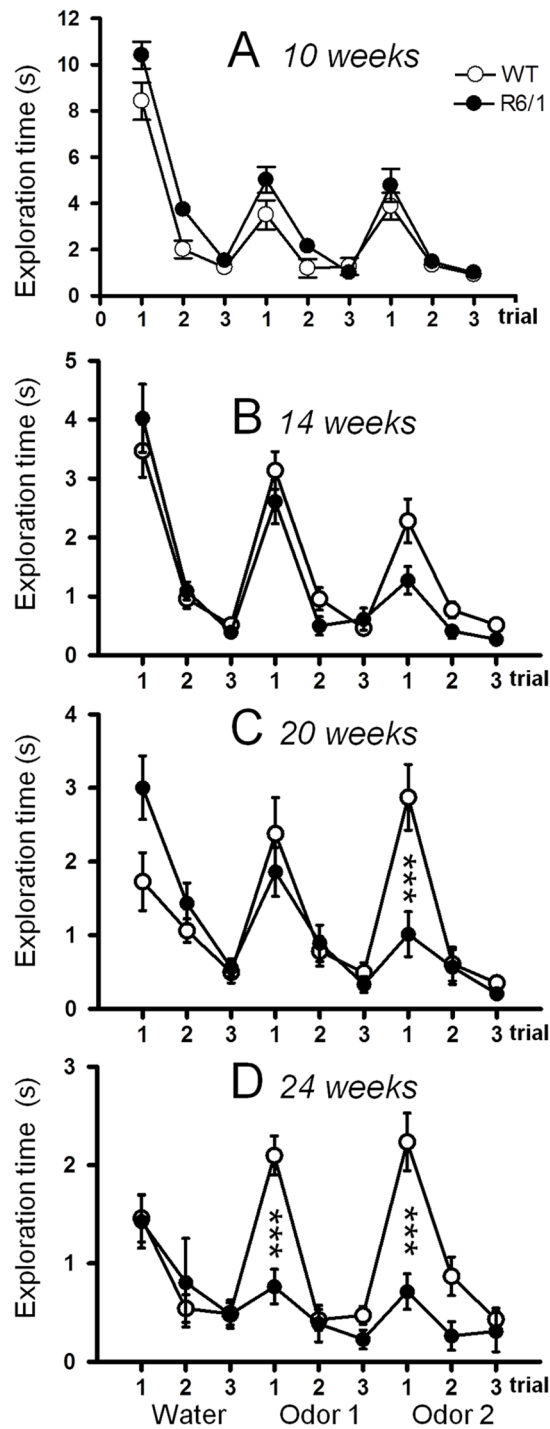 12
A 10 weeks
10
WT
R6/1
8
6
4
2
0
Exploration time (s)
0 1 2 3 1 2 3 1 2 3 trial
5
B 14 weeks
4
3
2
1
0
Exploration time (s)
1 2 3 1 2 3 1 2 3 trial
4
C 20 weeks
3
2
***
1
0
Exploration time (s)
1 2 3 1 2 3 1 2 3 trial
3
D 24 weeks
2
*** ***
1
0
Exploration time (s)
1 2 3 1 2 3 1 2 3 trial
Water Odor 1 Odor 2